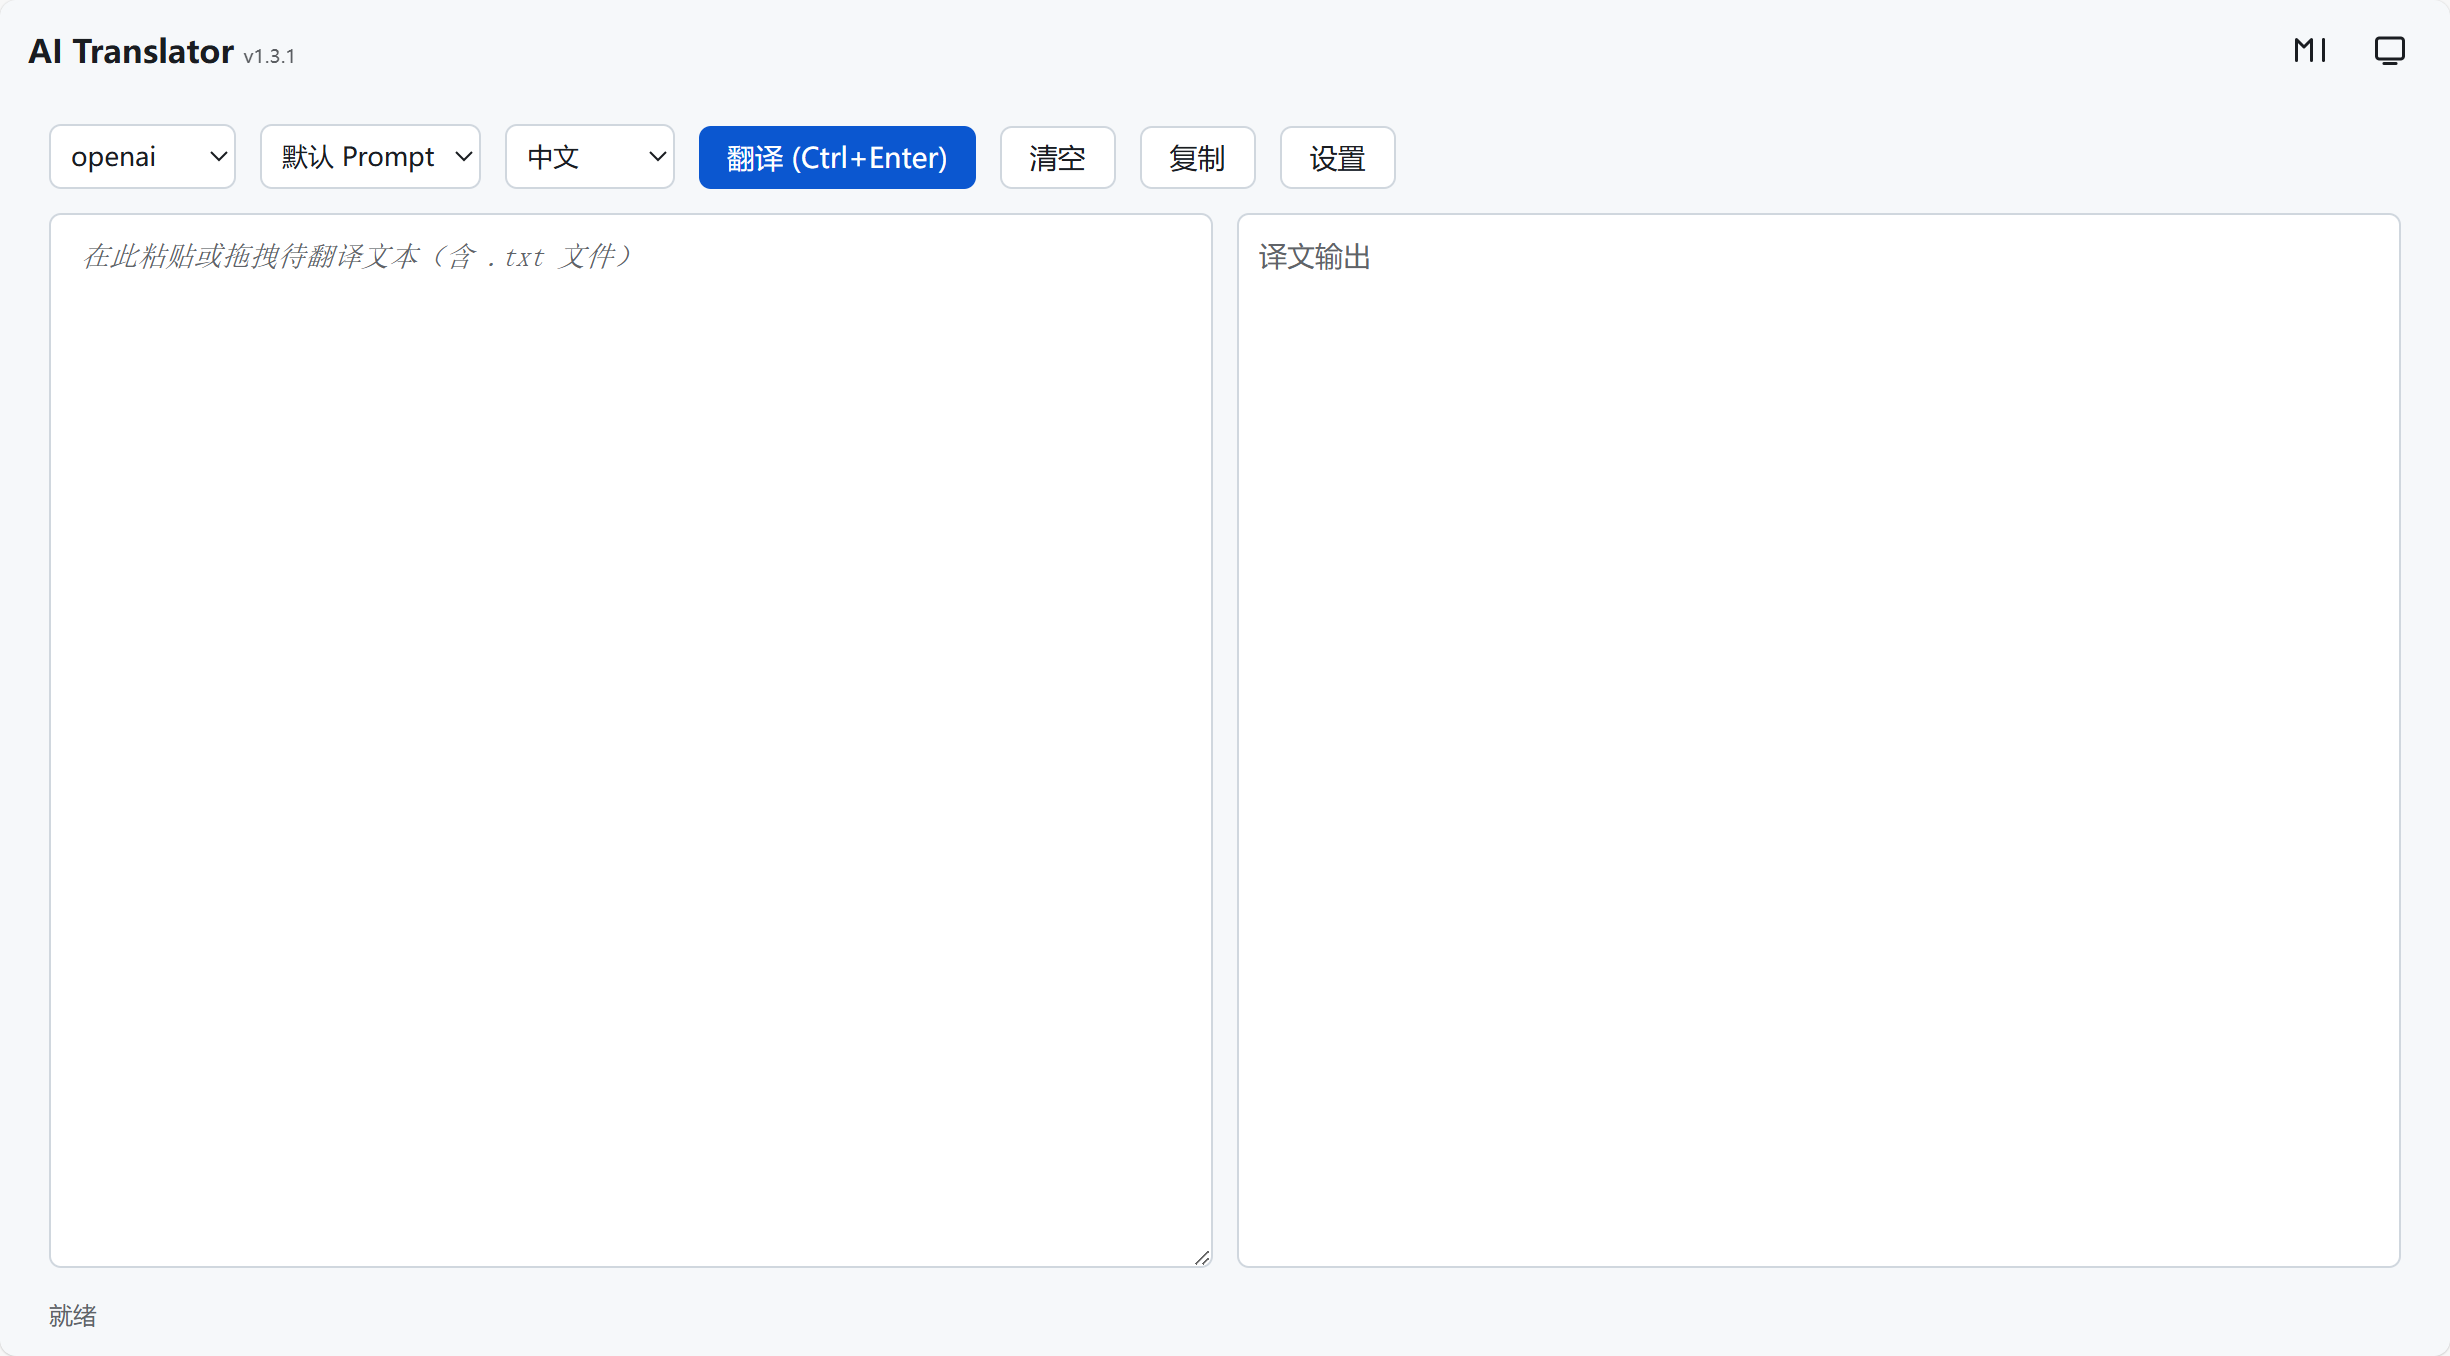 AI Translator v1.3.1
openai 默认 Prompt 中文 翻译 (Ctrl+Enter) 清空 复制 设置
在此粘贴或拖拽待翻译文本（含 .txt 文件）
译文输出
就绪